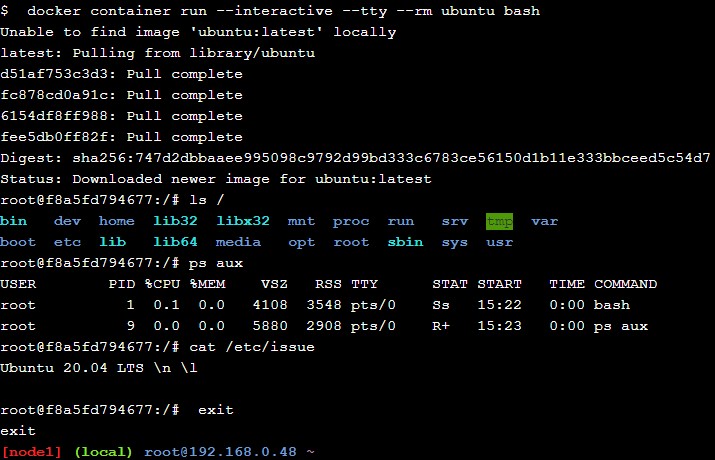 $  docker container run --interactive --tty --rm ubuntu bash
Unable to find image 'ubuntu:latest' locally
latest: Pulling from library/ubuntu
d51af753c3d3: Pull complete
fc878cd0a91c: Pull complete
6154df8ff988: Pull complete
fee5db0ff82f: Pull complete
Digest: sha256:747d2dbbaaee995098c9792d99bd333c6783ce56150d1b11e333bbceed5c54d7
Status: Downloaded newer image for ubuntu:latest
root@f8a5fd794677:/# ls /
bin   dev  home  lib32  libx32  mnt  proc  run   srv  tmp  var
boot  etc  lib   lib64  media   opt  root  sbin  sys  usr
root@f8a5fd794677:/# ps aux
USER         PID %CPU %MEM    VSZ   RSS TTY      STAT START   TIME COMMAND
root           1  0.1  0.0   4108  3548 pts/0    Ss   15:22   0:00 bash
root           9  0.0  0.0   5880  2908 pts/0    R+   15:23   0:00 ps aux
root@f8a5fd794677:/# cat /etc/issue
Ubuntu 20.04 LTS \n \l
root@f8a5fd794677:/#  exit
exit
[node1] (local) root@192.168.0.48 ~